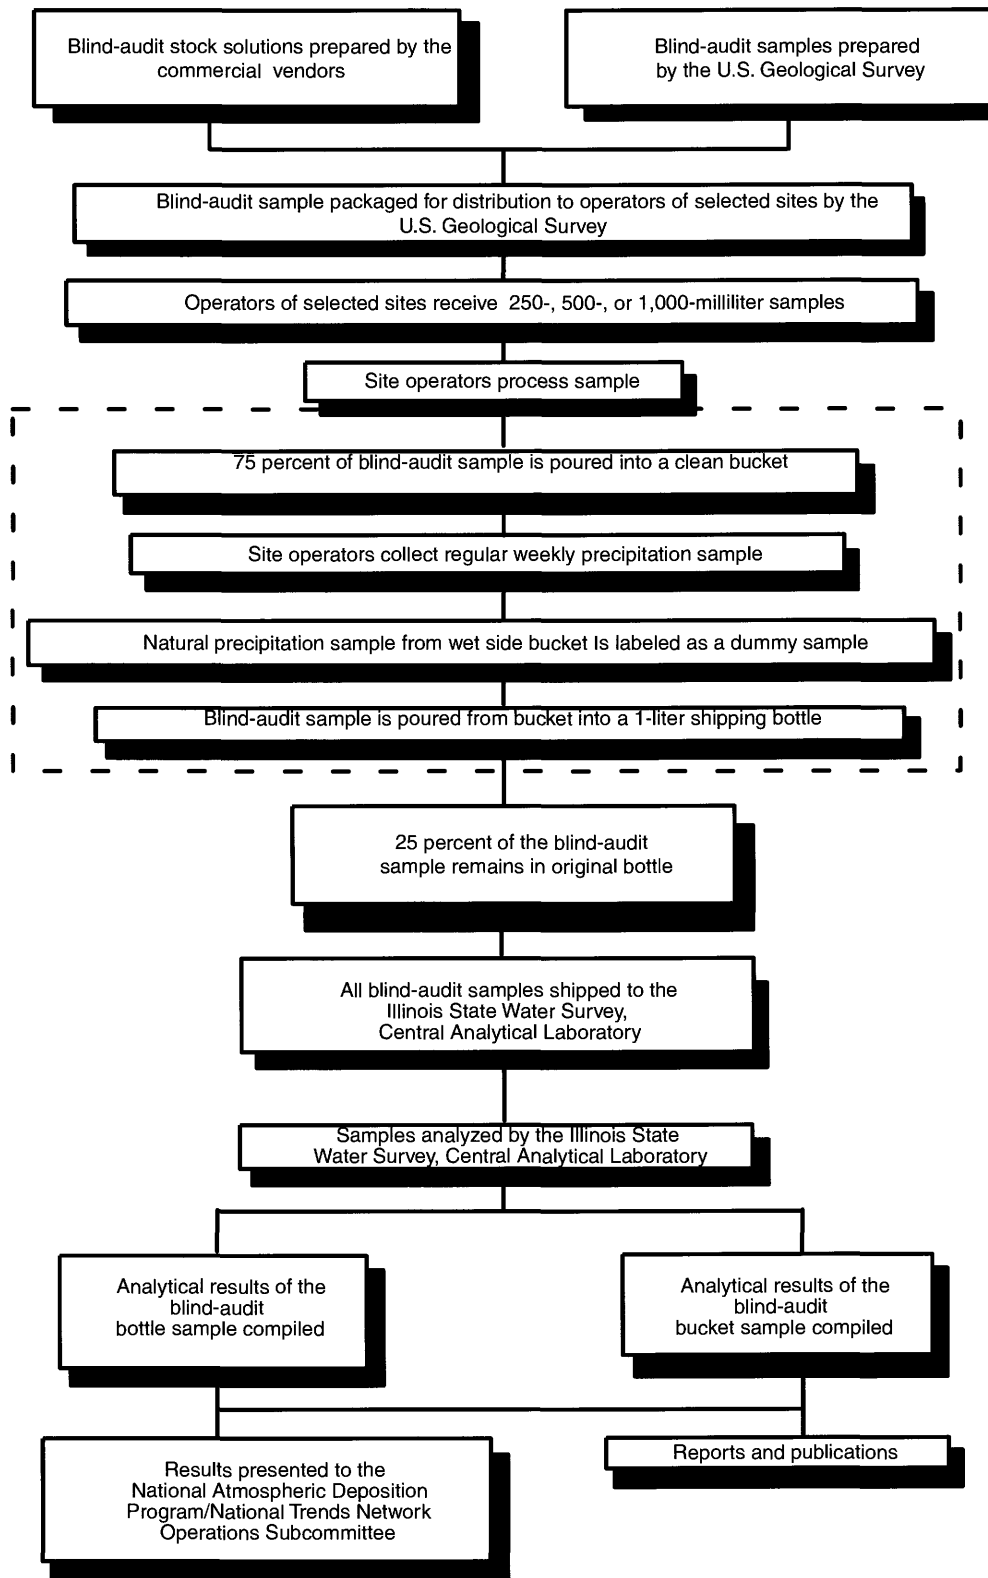 Blind-audit stock solutions prepared by the
commercial vendors
Blind-audit samples prepared
by the U.S. Geological Survey
Blind-audit sample packaged for distribution to operators of selected sites by the
U.S. Geological Survey
Operators of selected sites receive 250-, 500-, or 1,000-milliliter samples
Site operators process sample
75 percent of blind-audit sample is poured into a clean bucket
Site operators collect regular weekly precipitation sample
Natural precipitation sample from wet side bucket Is labeled as a dummy sample
Blind-audit sample is poured from bucket into a 1-liter shipping bottle
25 percent of the blind-audit
sample remains in original bottle
All blind-audit samples shipped to the
Illinois State Water Survey,
Central Analytical Laboratory
Samples analyzed by the Illinois State
Water Survey, Central Analytical Laboratory
Analytical results of the
blind-audit
bottle sample compiled
Analytical results of the
blind-audit
bucket sample compiled
Results presented to the
National Atmospheric Deposition
Program/National Trends Network
Operations Subcommittee
Reports and publications